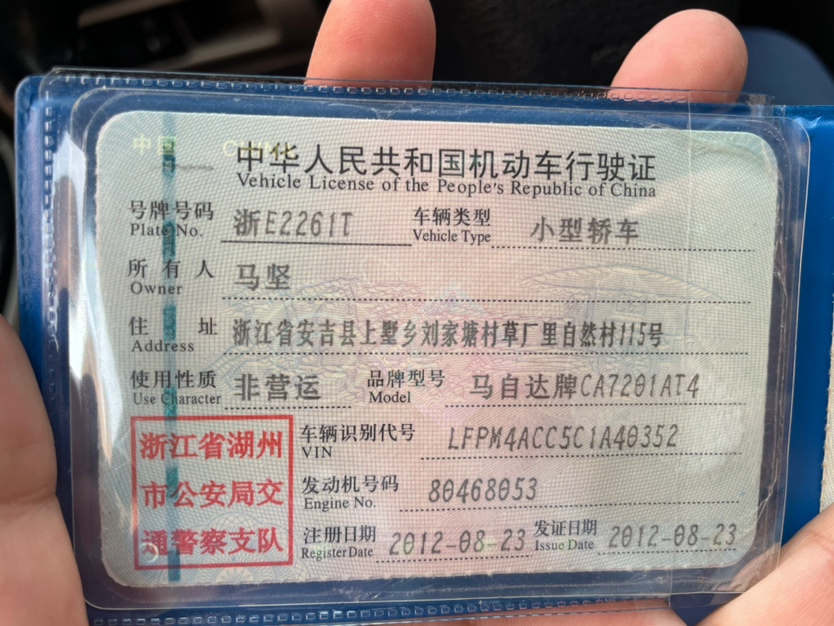 中国 China
中华人民共和国机动车行驶证
Vehicle License of the People's Republic of China
号牌号码 浙E2261T 车辆类型 小型轿车
Plate No. Vehicle Type
所有人 马坚
Owner
住址 浙江省安吉县上墅乡刘家塘村草厂里自然村115号
Address
使用性质 非营运 品牌型号 马自达牌CA7201AT4
Use Character Model
浙江省湖州
市公安局交
通警察支队
车辆识别代号 LFPM4ACC5C1A40352
VIN
发动机号码 80468053
Engine No.
注册日期 2012-08-23 发证日期 2012-08-23
Register Date Issue Date